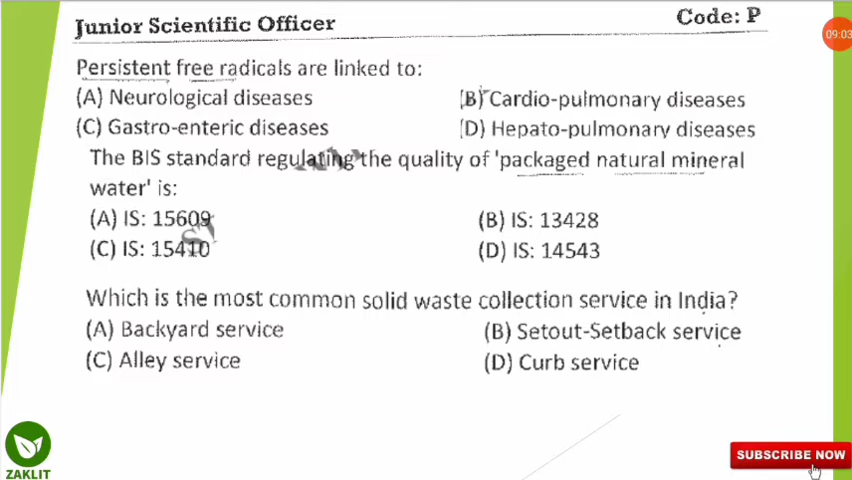 Junior Scientific Officer
Code: P
09:03
Persistent free radicals are linked to:
(A) Neurological diseases
(B) Cardio-pulmonary diseases
(C) Gastro-enteric diseases
(D) Hepato-pulmonary diseases
The BIS standard regulating the quality of 'packaged natural mineral
water' is:
(A) IS: 15609
(B) IS: 13428
(C) IS: 15410
(D) IS: 14543
Which is the most common solid waste collection service in India?
(A) Backyard service
(B) Setout-Setback service
(C) Alley service
(D) Curb service
ZAKLIT
SUBSCRIBE NOW